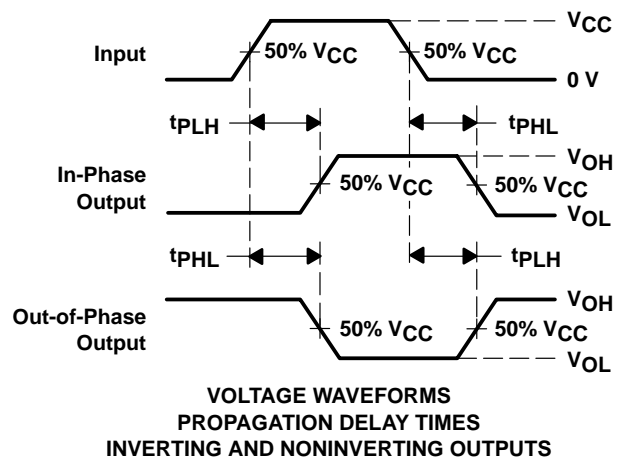 VCC
Input
50% VCC
50% VCC
0 V
tPLH
tPHL
In-Phase
Output
50% VCC
VOH
50% VCC
VOL
tPHL
tPLH
Out-of-Phase
Output
50% VCC
VOH
50% VCC
VOL
VOLTAGE WAVEFORMS
PROPAGATION DELAY TIMES
INVERTING AND NONINVERTING OUTPUTS